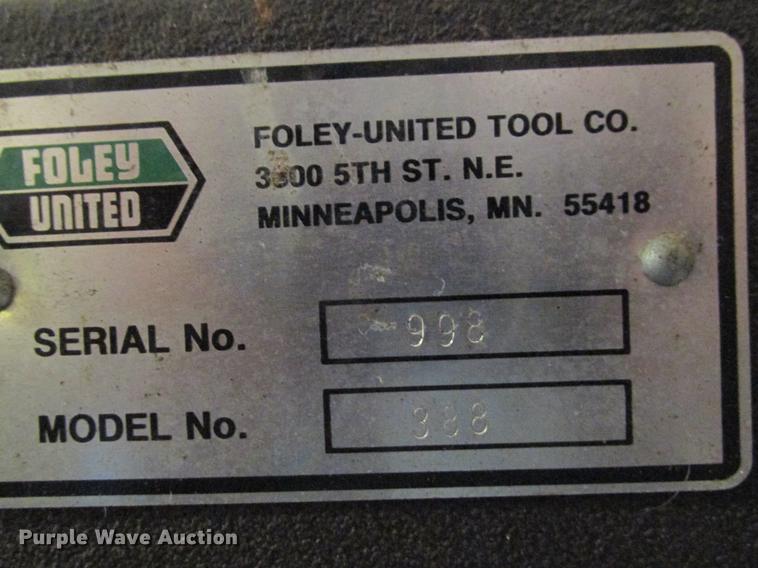 FOLEY
UNITED
FOLEY-UNITED TOOL CO.
5TH ST. N.E.
MINNEAPOLIS, MN. 55418
SERIAL No. 998
MODEL No. 388
Purple Wave Auction